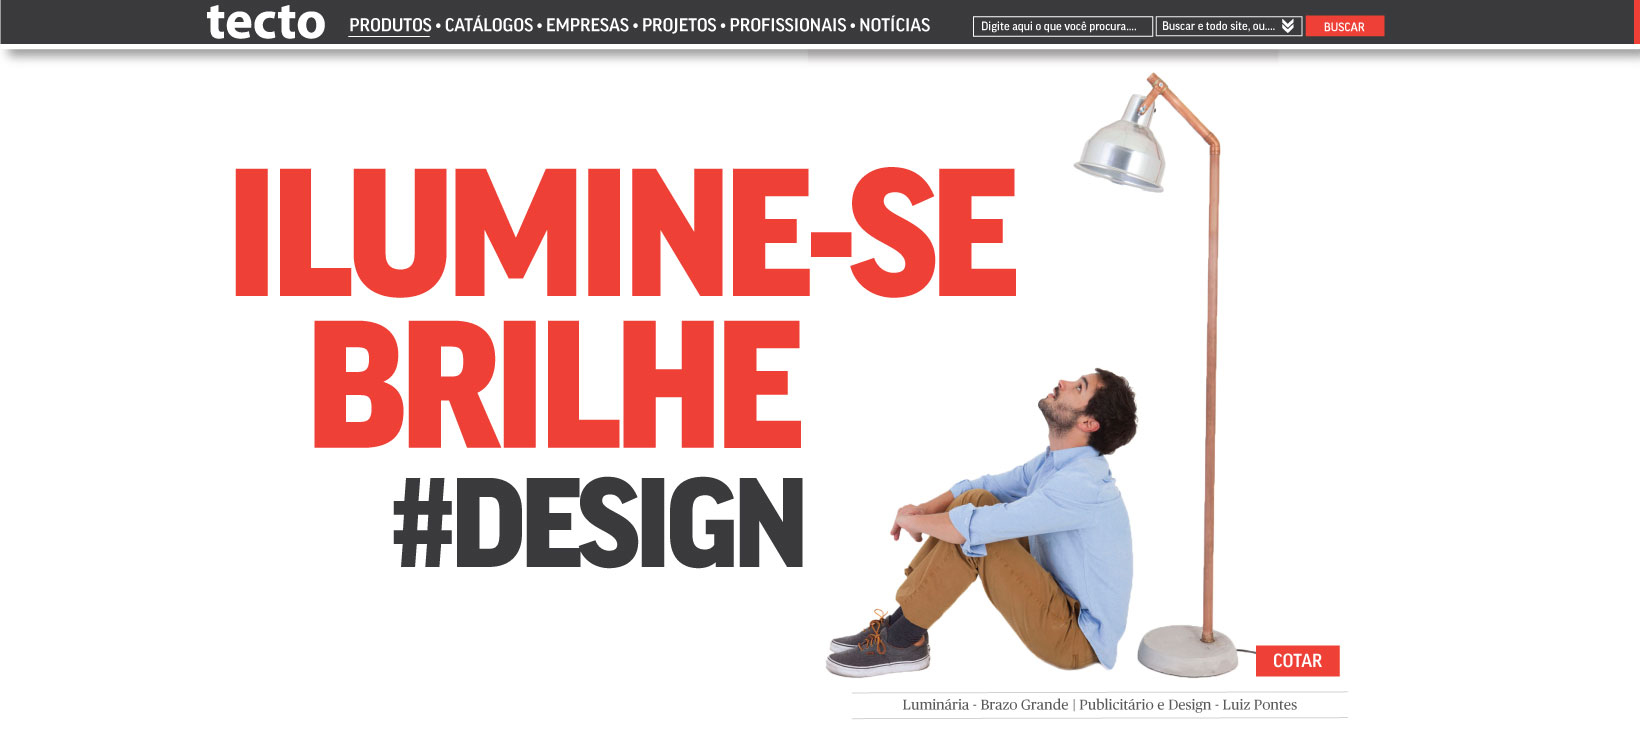 tecto
PRODUTOS • CATÁLOGOS • EMPRESAS • PROJETOS • PROFISSIONAIS • NOTÍCIAS
Digite aqui o que você procura....
Buscar e todo site, ou....
BUSCAR
ILUMINE-SE
BRILHE
#DESIGN
COTAR
Luminária - Brazo Grande | Publicitário e Design - Luiz Pontes